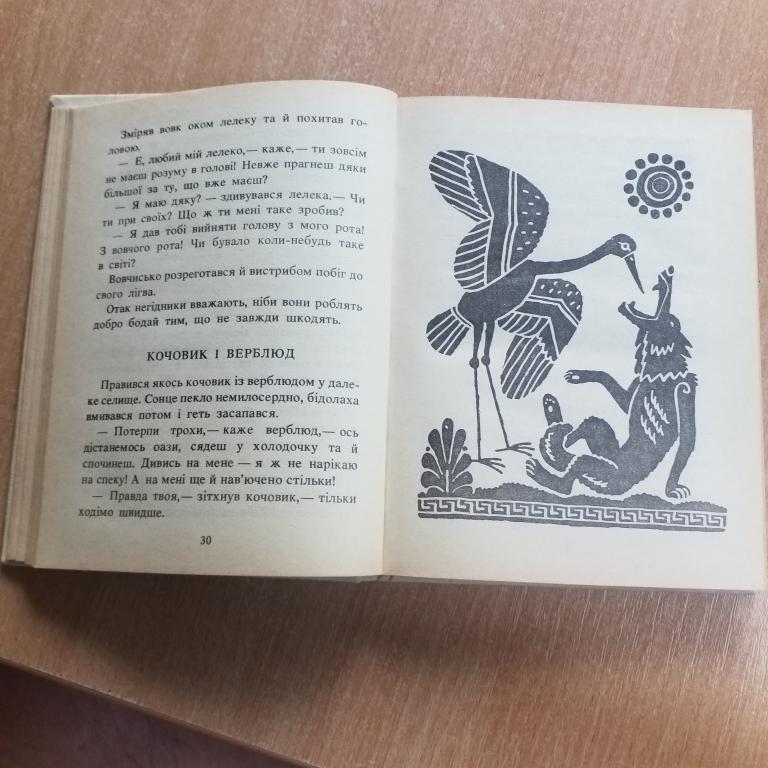 Зміряв вовк оком лелеку та й похитав го-
ловою.
— Е, любий мій лелеко,— каже,— ти зовсім
не маєш розуму в голові! Невже прагнеш дяки
більшої за ту, що вже маєш?
— Я маю дяку? — здивувався лелека.— Чи
ти при своїх? Що ж ти мені таке зробив?
— Я дав тобі вийняти голову з мого рота!
З вовчого рота! Чи бувало коли-небудь таке
в світі?
Вовчисько розреготався й вистрибом побіг до
свого лігва.
Отак негідники вважають, ніби вони роблять
добро бодай тим, що не завжди шкодять.
КОЧОВИК І ВЕРБЛЮД
Правився якось кочовик із верблюдом у дале-
ке селище. Сонце пекло немилосердно, бідолаха
вмивався потом і геть засапався.
— Потерпи трохи,— каже верблюд,— ось
дістанемось оази, сядеш у холодочку та й
спочинеш. Дивись на мене — я ж не нарікаю
на спеку! А на мені ще й нав'ючено стільки!
— Правда твоя,— зітхнув кочовик,— тільки
ходімо швидше.
30